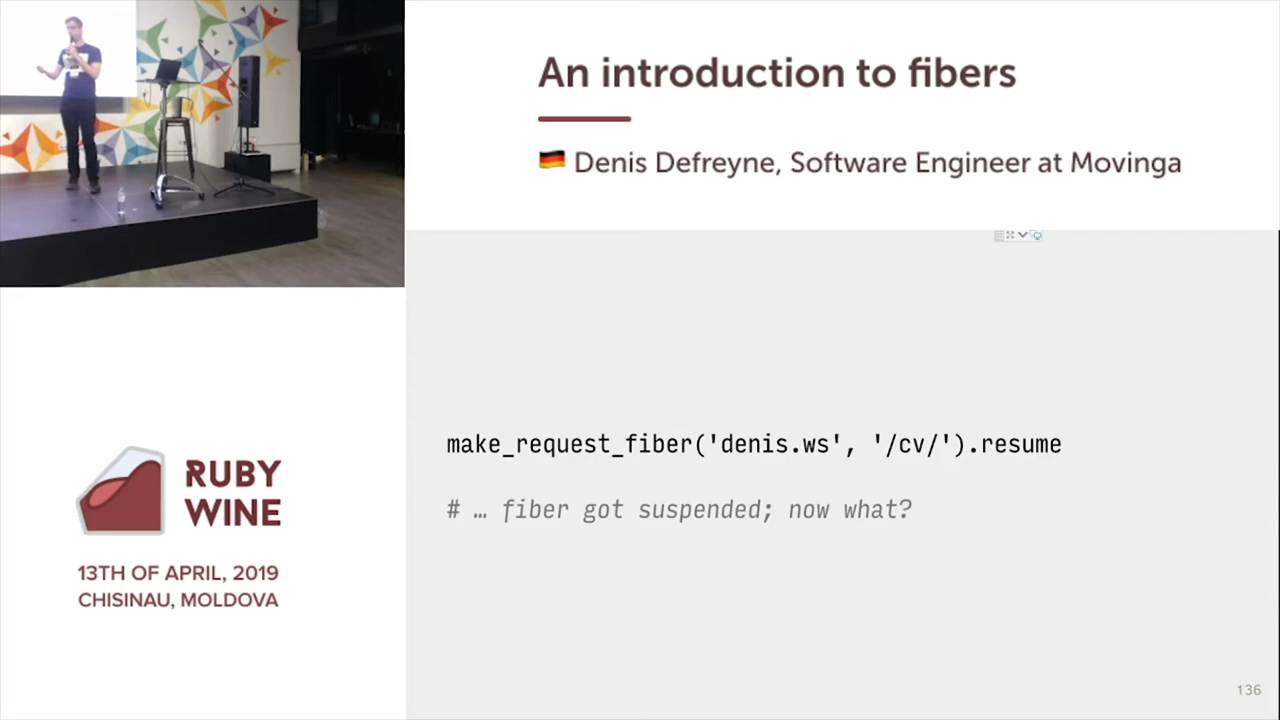 An introduction to fibers
🇩🇪 Denis Defreyne, Software Engineer at Movinga
make_request_fiber('denis.ws', '/cv/').resume
# … fiber got suspended; now what?
RUBY
WINE
13TH OF APRIL, 2019
CHISINAU, MOLDOVA
136